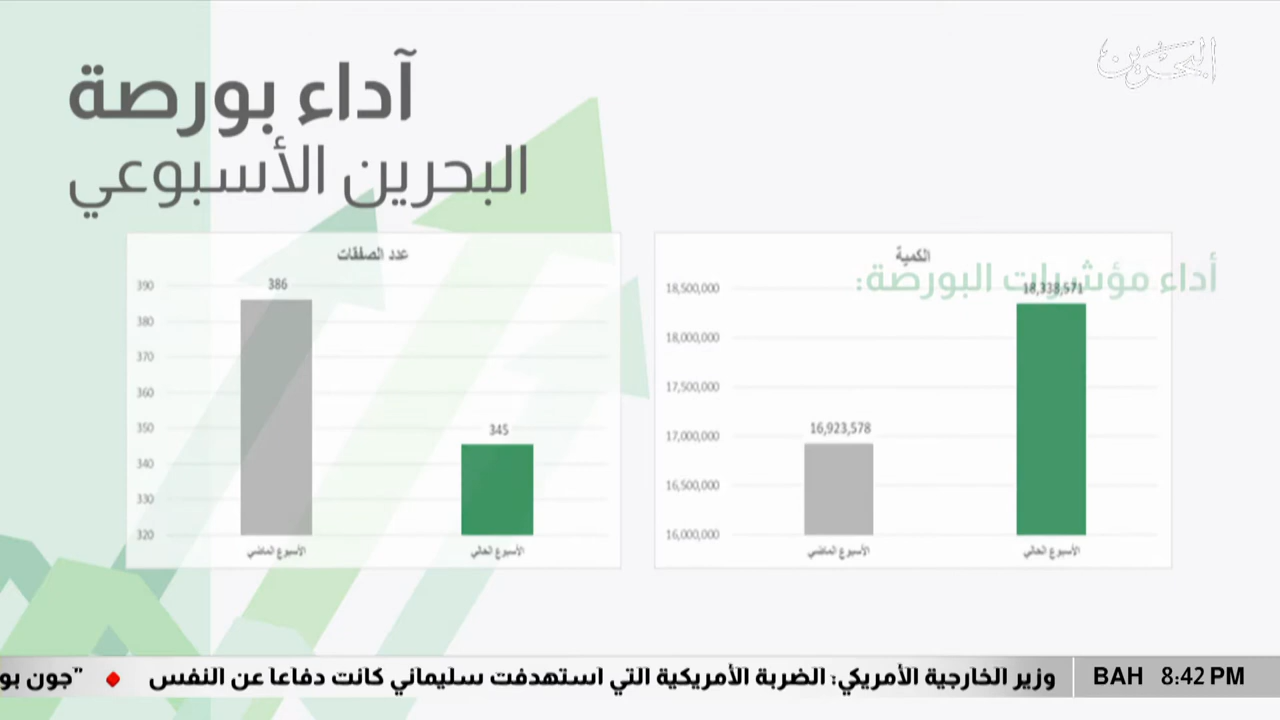 البحرين
آداء بورصة
البحرين الأسبوعي
أداء مؤشرات البورصة:
الكمية
18,500,000
18,000,000
17,500,000
17,000,000
16,500,000
16,000,000
16,923,578
18,338,571
الأسبوع الماضي
الأسبوع الحالي
عدد الصفقات
390
380
370
360
350
340
330
320
386
345
الأسبوع الماضي
الأسبوع الحالي
BAH 8:42 PM
وزير الخارجية الأمريكي: الضربة الأمريكية التي استهدفت سليماني كانت دفاعا عن النفس ♦ "جون بو